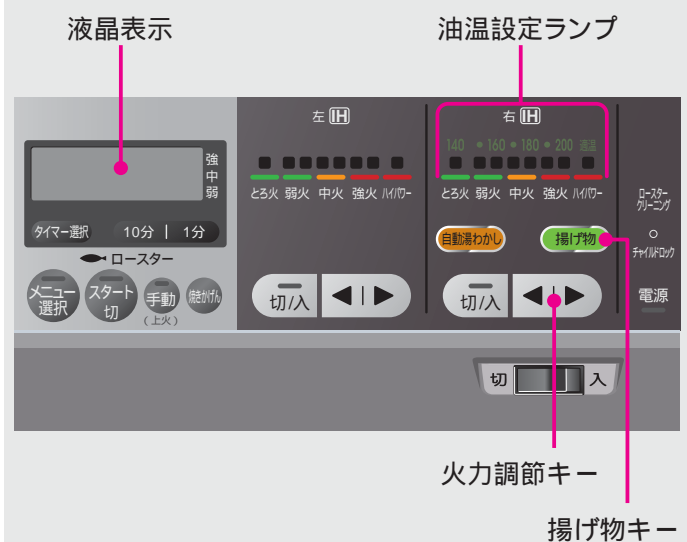 液晶表示
油温設定ランプ
左 IH
右 IH
140 • 160 • 180 • 200 適温
強
中
弱
とろ火 弱火 中火 強火 ハイパワー
とろ火 弱火 中火 強火 ハイパワー
タイマー選択 10分 | 1分
ロースター
メニュー
選択
スタート
切
手動
(上火)
焼きかげん
自動湯わかし
揚げ物
切/入
切/入
ロースター
クリーニング
チャイルドロック
電源
切
入
火力調節キー
揚げ物キー